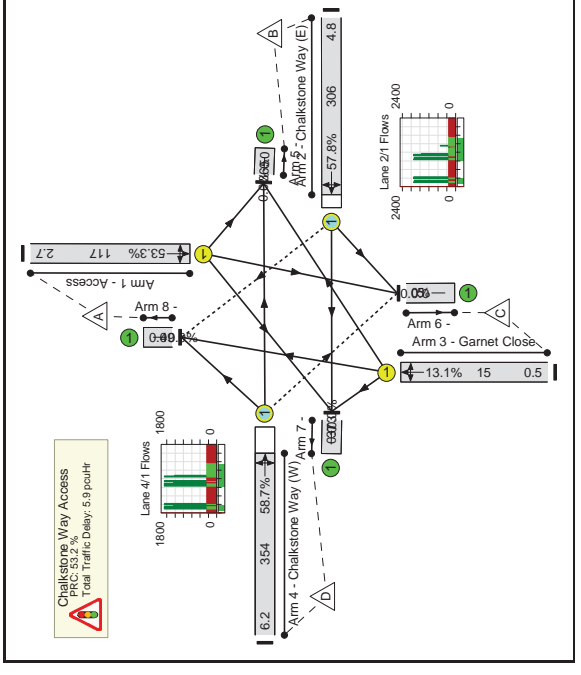 Chalkstone Way Access
PRC: 53.2 %
Total Traffic Delay: 5.9 pcuHr
A
Arm 1 - Access
2.7
117
53.3%
1
Arm 8 -
1
B
Arm 2 - Chalkstone Way (E)
4.8
306
57.8%
1
Arm 5 -
1
Lane 4/1 Flows
1800
1800
0
0
Lane 2/1 Flows
2400
2400
0
0
6.2
354
58.7%
1
Arm 4 - Chalkstone Way (W)
D
Arm 7 -
1
1
Arm 6 -
1
C
Arm 3 - Garnet Close
13.1%
15
0.5